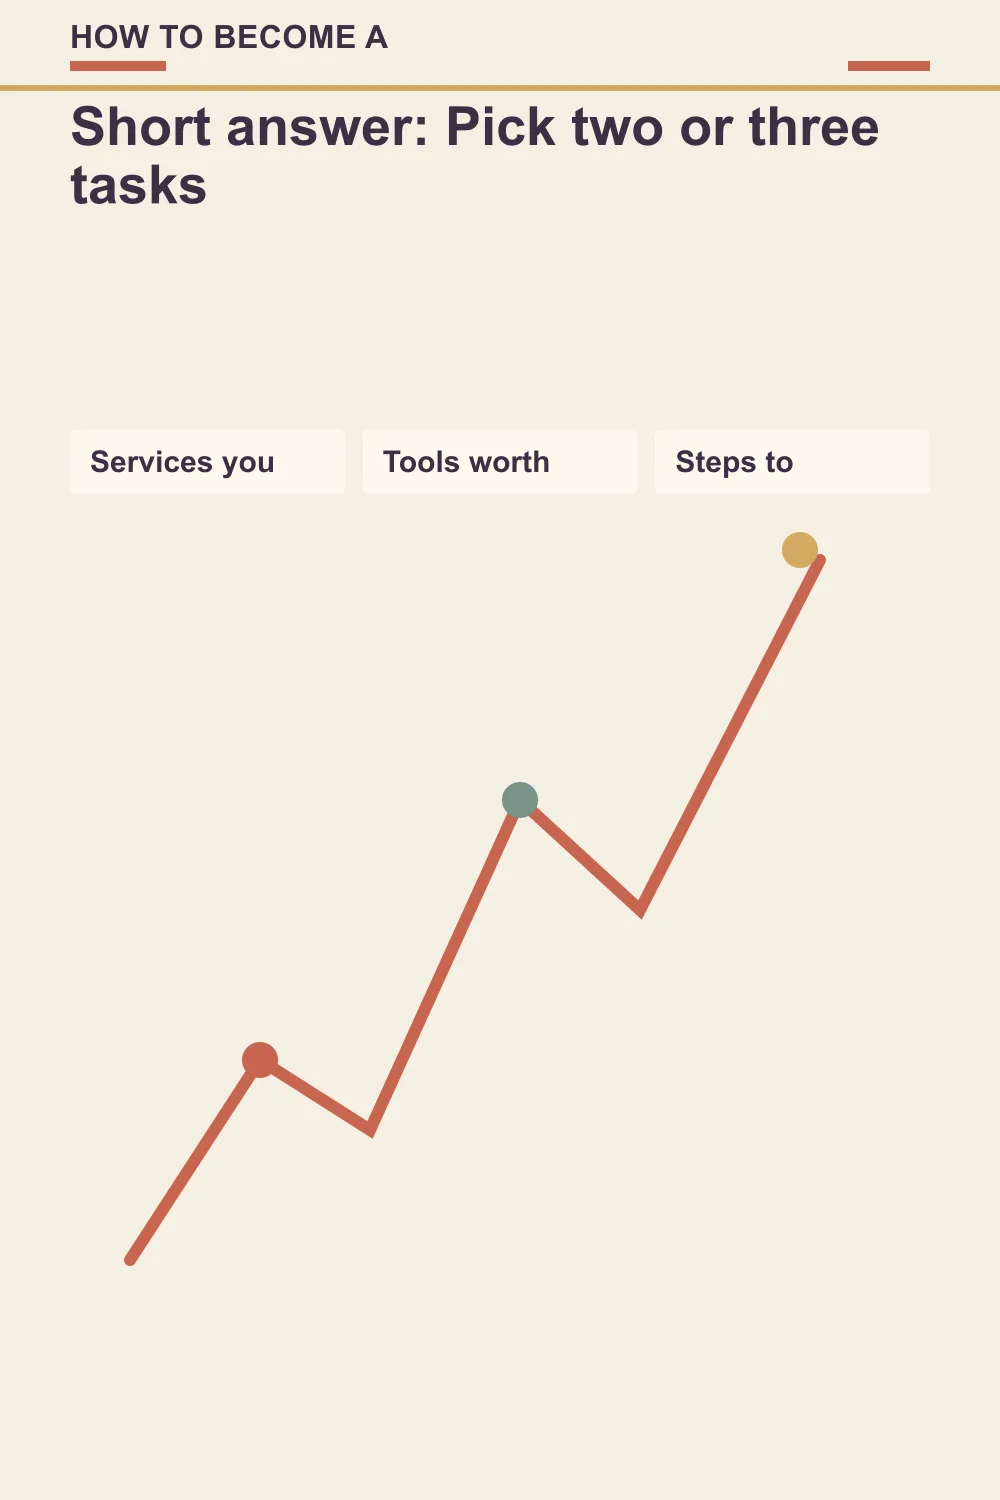 HOW TO BECOME A
Short answer: Pick two or three
tasks
Services you
Tools worth
Steps to